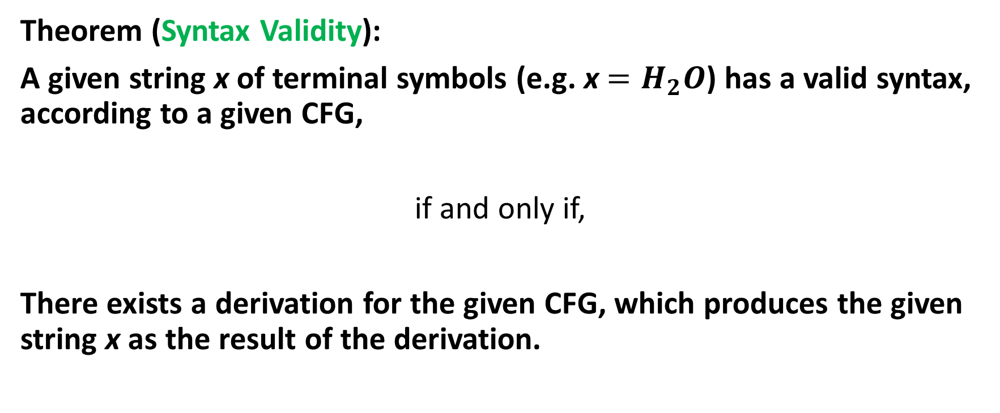 Theorem (Syntax Validity):
A given string x of terminal symbols (e.g. x = H₂O) has a valid syntax,
according to a given CFG,
if and only if,
There exists a derivation for the given CFG, which produces the given
string x as the result of the derivation.